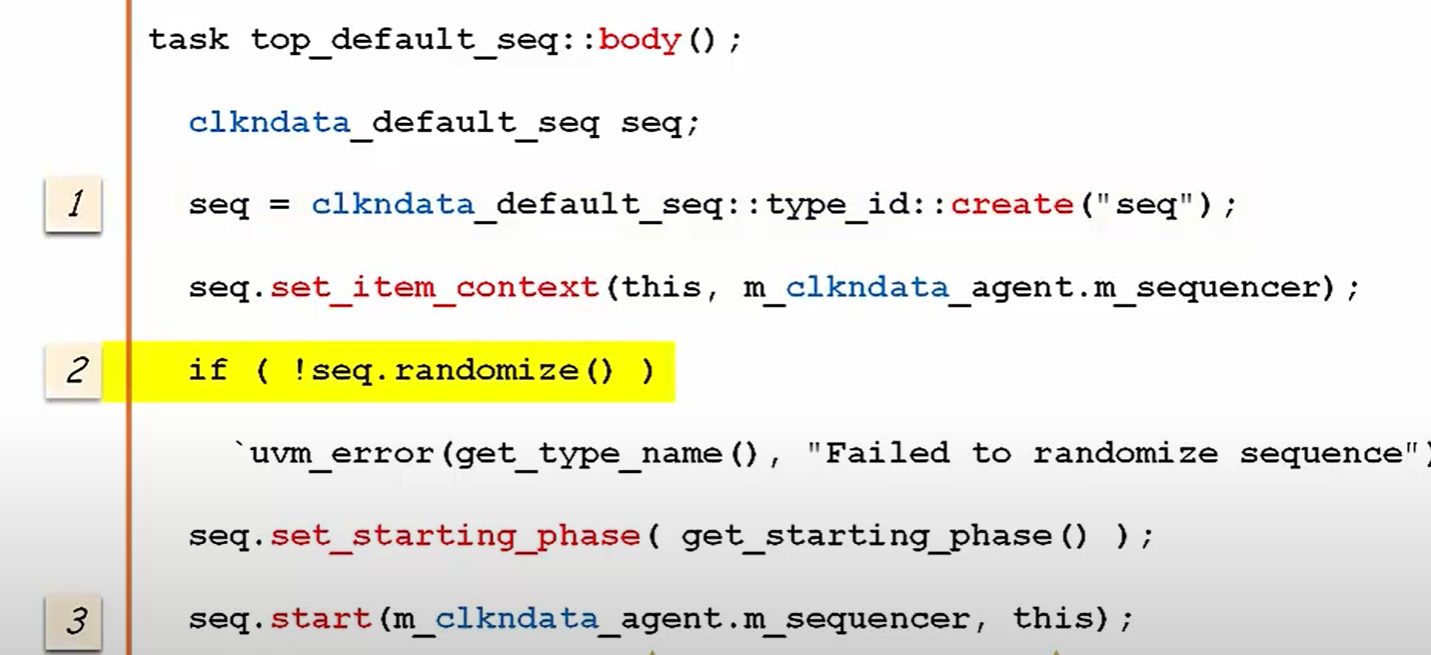 task top_default_seq::body();
clkndata_default_seq seq;
1 seq = clkndata_default_seq::type_id::create("seq");
seq.set_item_context(this, m_clkndata_agent.m_sequencer);
2 if ( !seq.randomize() )
`uvm_error(get_type_name(), "Failed to randomize sequence")
seq.set_starting_phase( get_starting_phase() );
3 seq.start(m_clkndata_agent.m_sequencer, this);